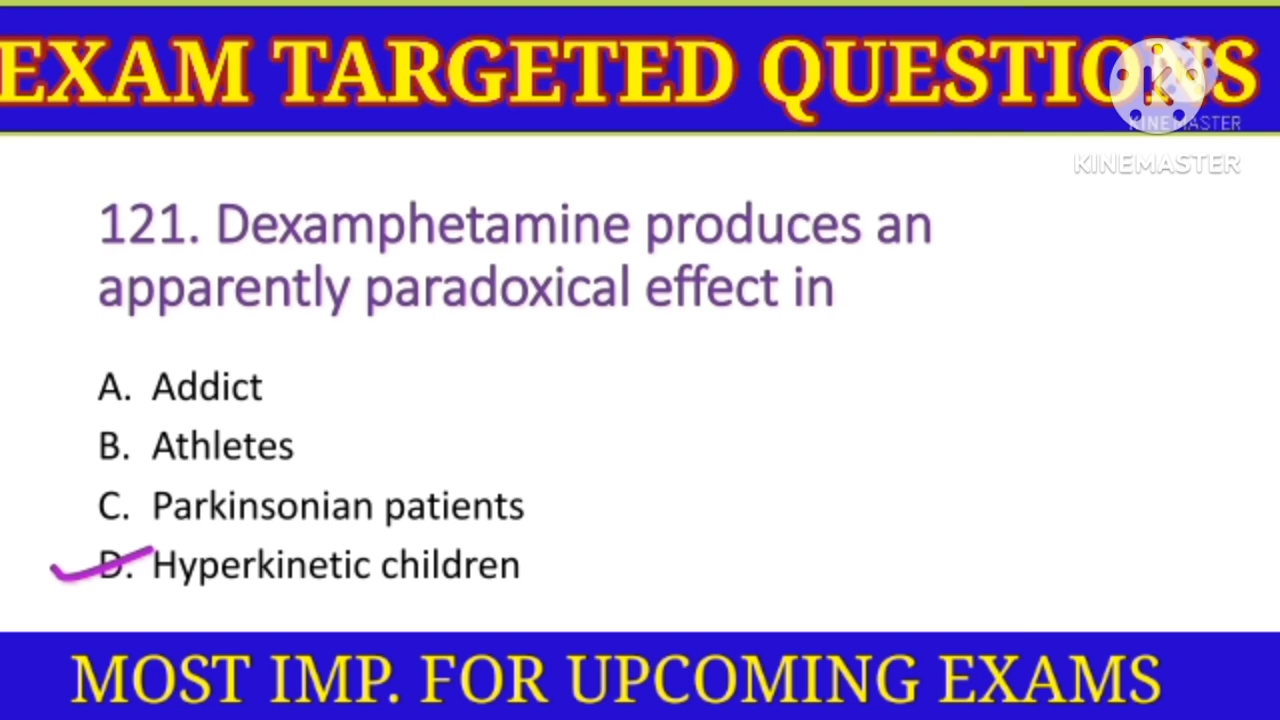 EXAM TARGETED QUESTIONS
KINEMASTER
KINEMASTER
121. Dexamphetamine produces an
apparently paradoxical effect in
A. Addict
B. Athletes
C. Parkinsonian patients
D. Hyperkinetic children
MOST IMP. FOR UPCOMING EXAMS